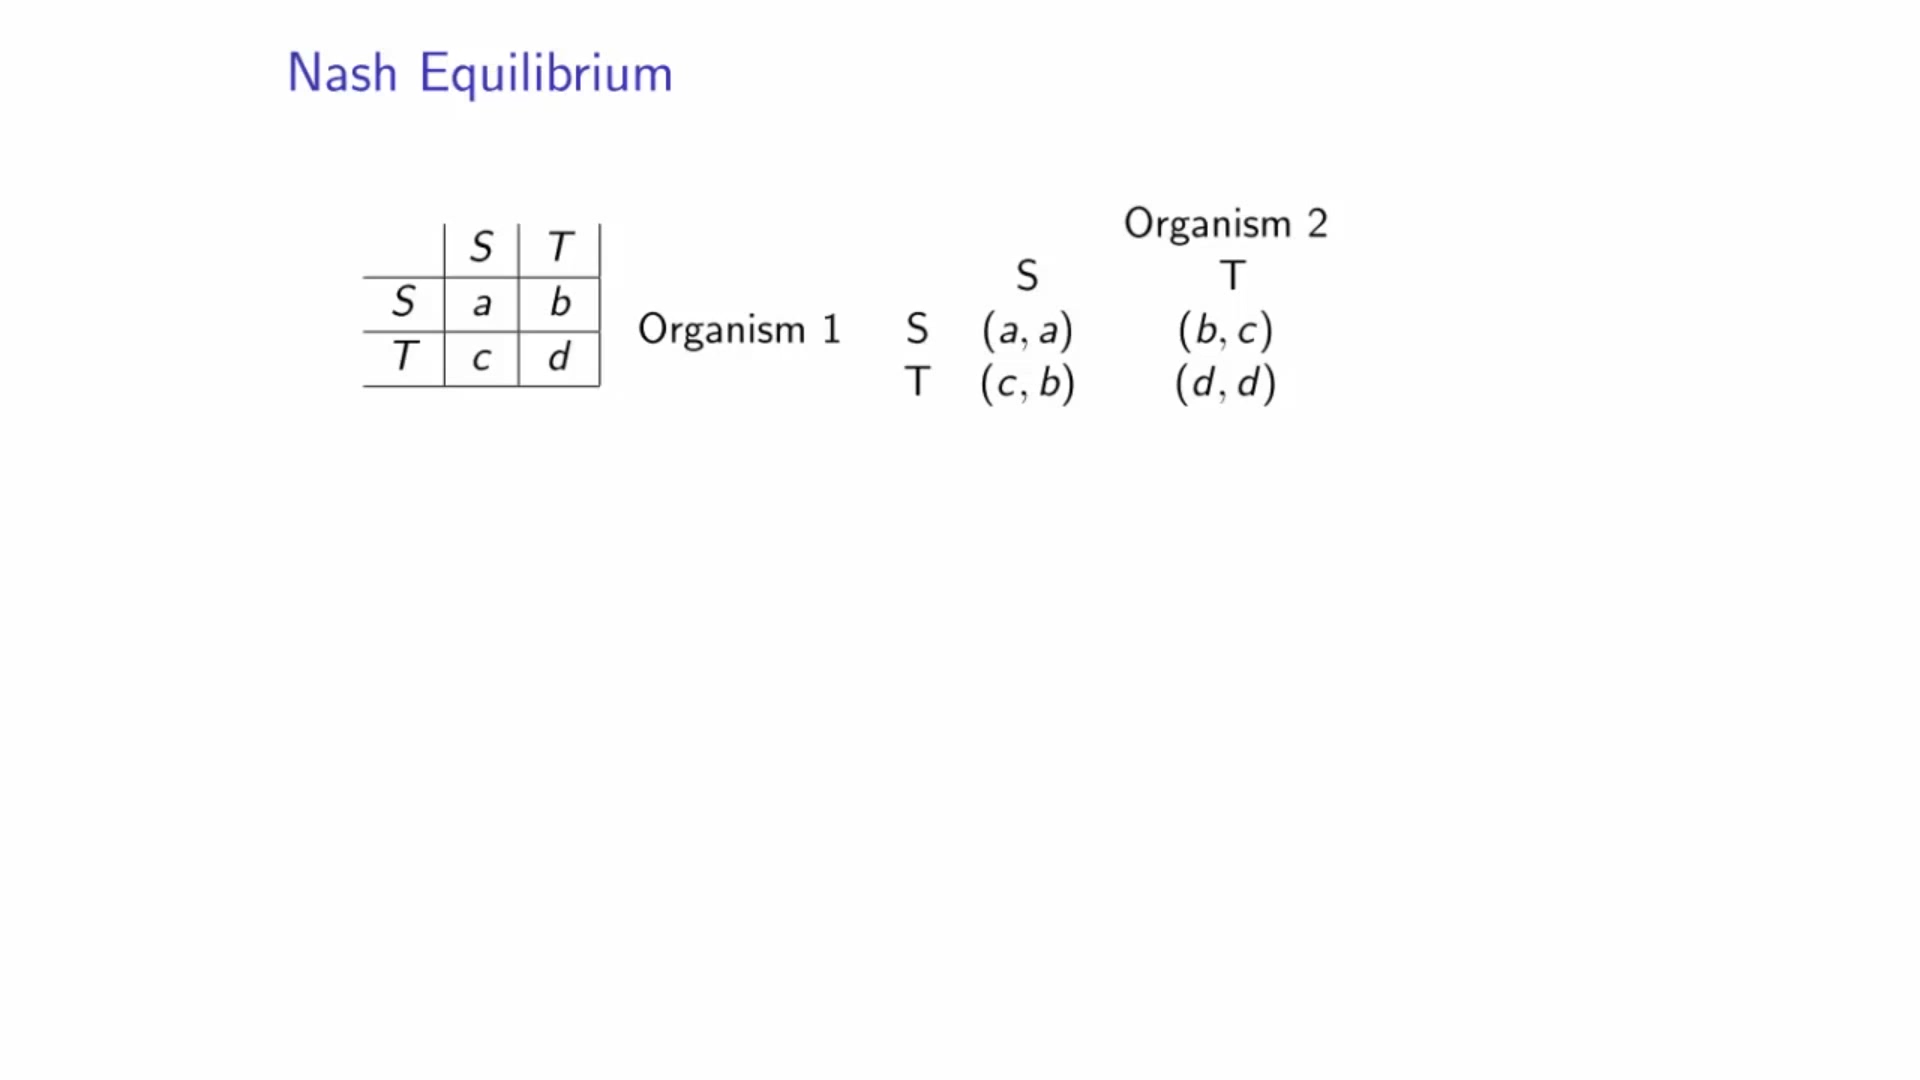 Nash Equilibrium
S T
S a b
T c d
Organism 2
S T
Organism 1 S (a, a) (b, c)
T (c, b) (d, d)